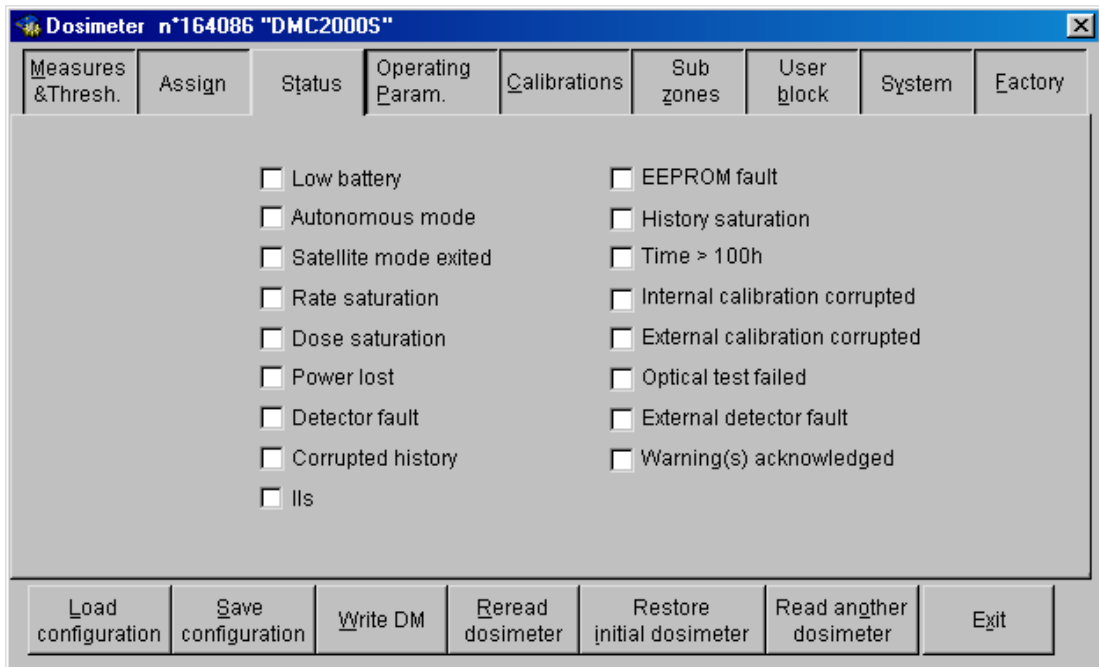 Dosimeter n°164086 "DMC2000S"
Measures
&Thresh.
Assign
Status
Operating
Param.
Calibrations
Sub
zones
User
block
System
Factory
Low battery
Autonomous mode
Satellite mode exited
Rate saturation
Dose saturation
Power lost
Detector fault
Corrupted history
IIs
EEPROM fault
History saturation
Time > 100h
Internal calibration corrupted
External calibration corrupted
Optical test failed
External detector fault
Warning(s) acknowledged
Load
configuration
Save
configuration
Write DM
Reread
dosimeter
Restore
initial dosimeter
Read another
dosimeter
Exit